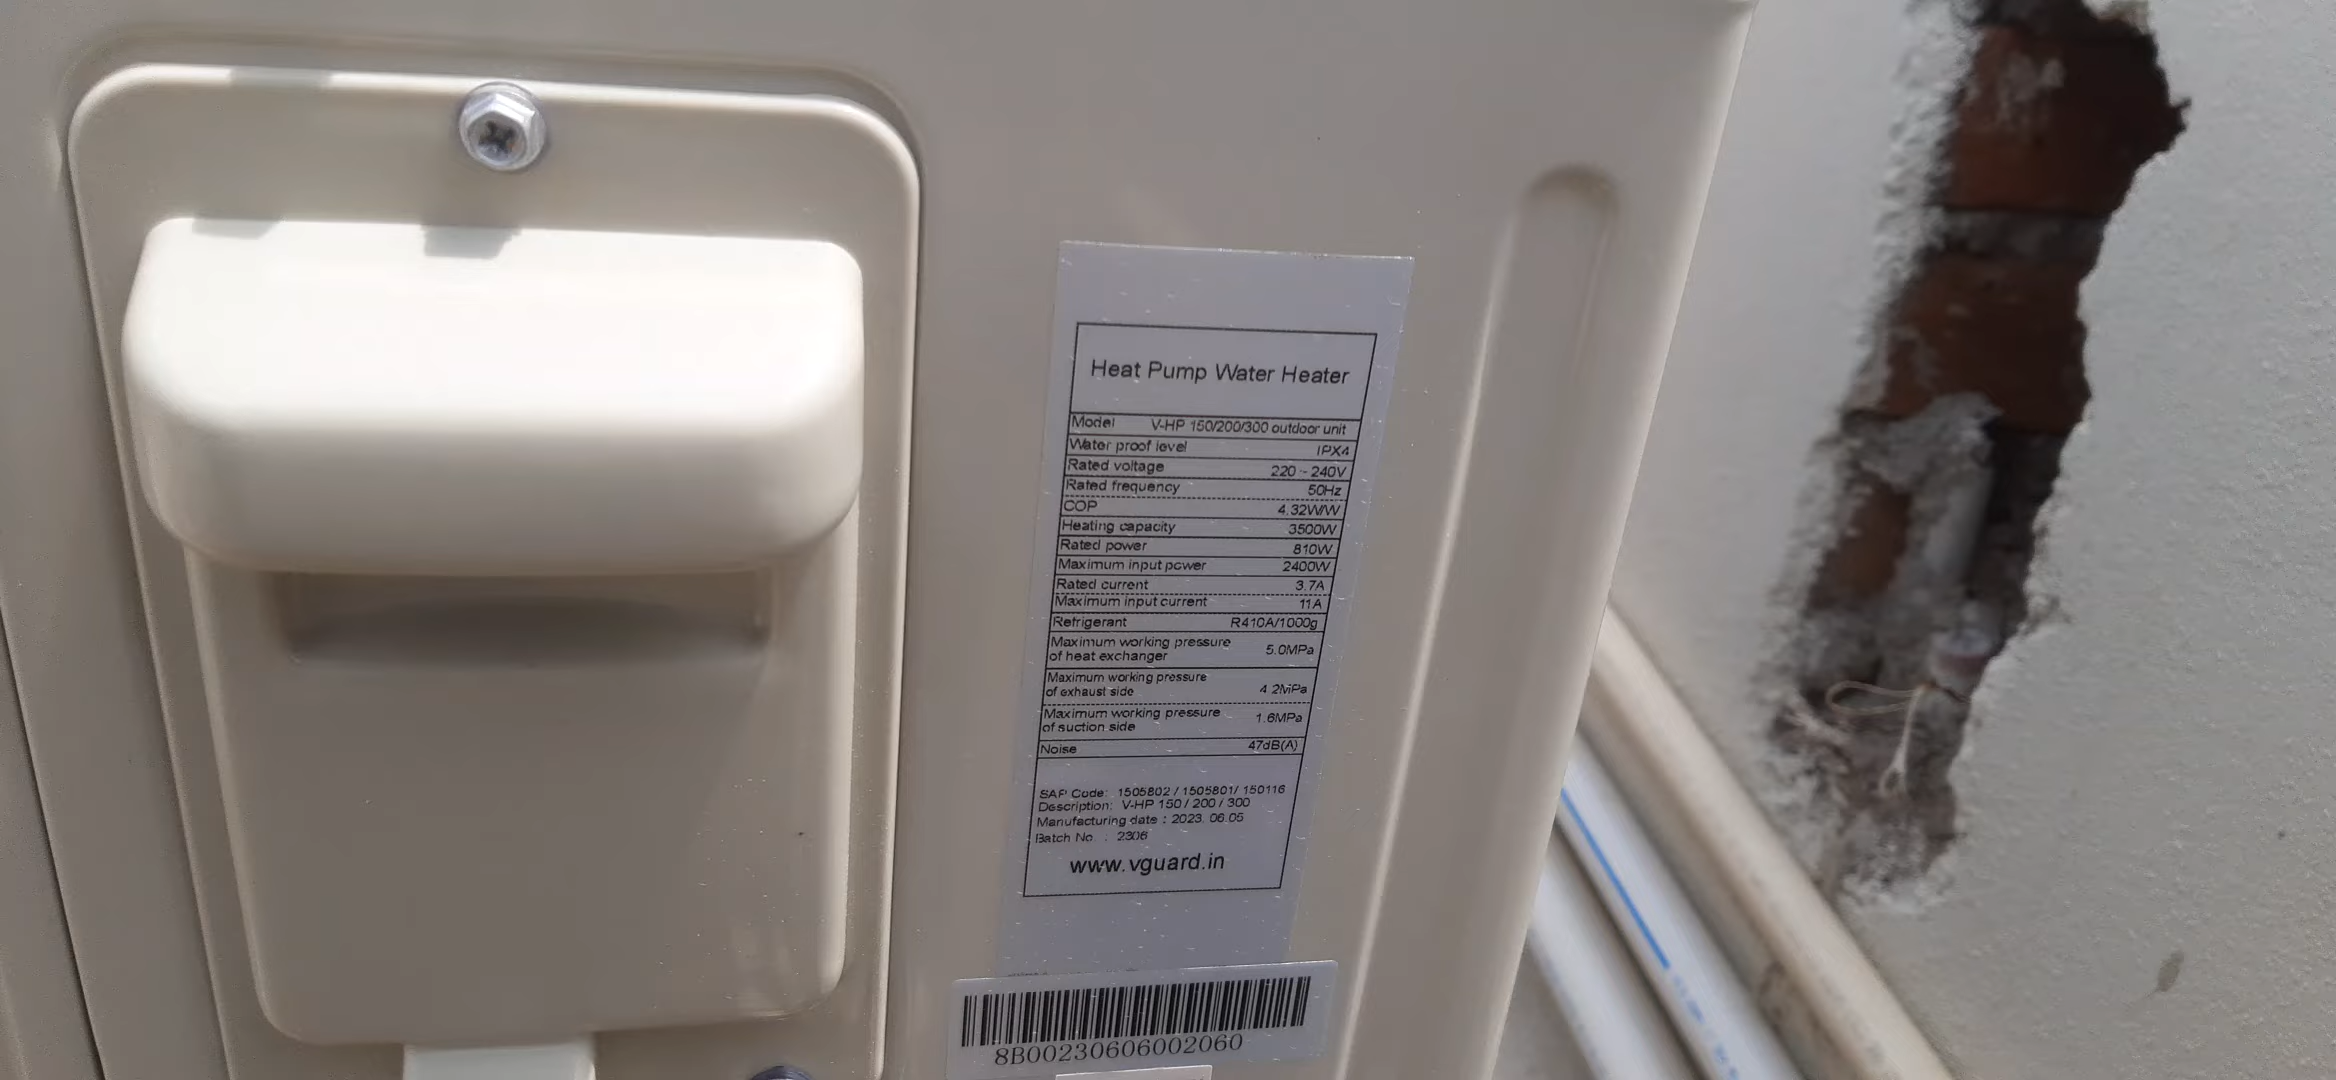 Heat Pump Water Heater
Model V-HP 150/200/300 outdoor unit
Water proof level IPX4
Rated voltage 220 ~ 240V
Rated frequency 50Hz
COP 4.32W/W
Heating capacity 3500W
Rated power 810W
Maximum input power 2400W
Rated current 3.7A
Maximum input current 11A
Refrigerant R410A/1000g
Maximum working pressure
of heat exchanger 5.0MPa
Maximum working pressure
of exhaust side 4.2MPa
Maximum working pressure
of suction side 1.6MPa
Noise 47dB(A)
SAP Code: 1505802 / 1505801/ 150116
Description: V-HP 150 / 200 / 300
Manufacturing date : 2023. 06.05
Batch No. : 2306
www.vguard.in
8B00230606002060